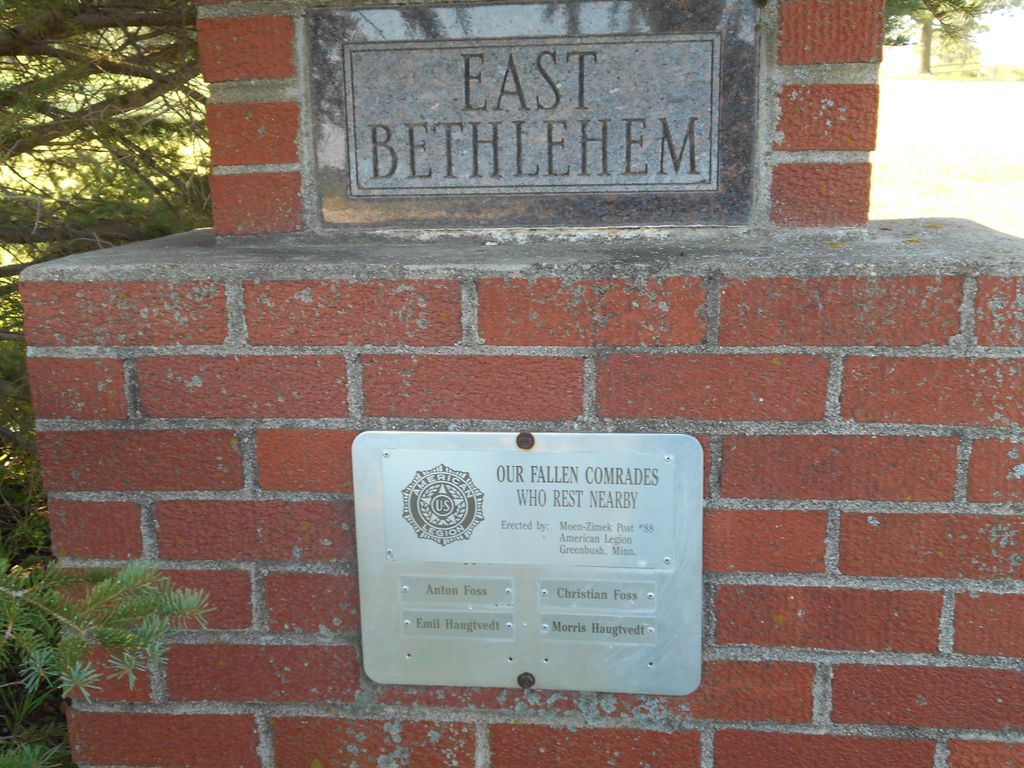 EAST
BETHLEHEM
OUR FALLEN COMRADES
WHO REST NEARBY
AMERICAN
US
LEGION
Erected by: Moen-Zimek Post #88
American Legion
Greenbush, Minn.
Anton Foss
Christian Foss
Emil Haugtvedt
Morris Haugtvedt